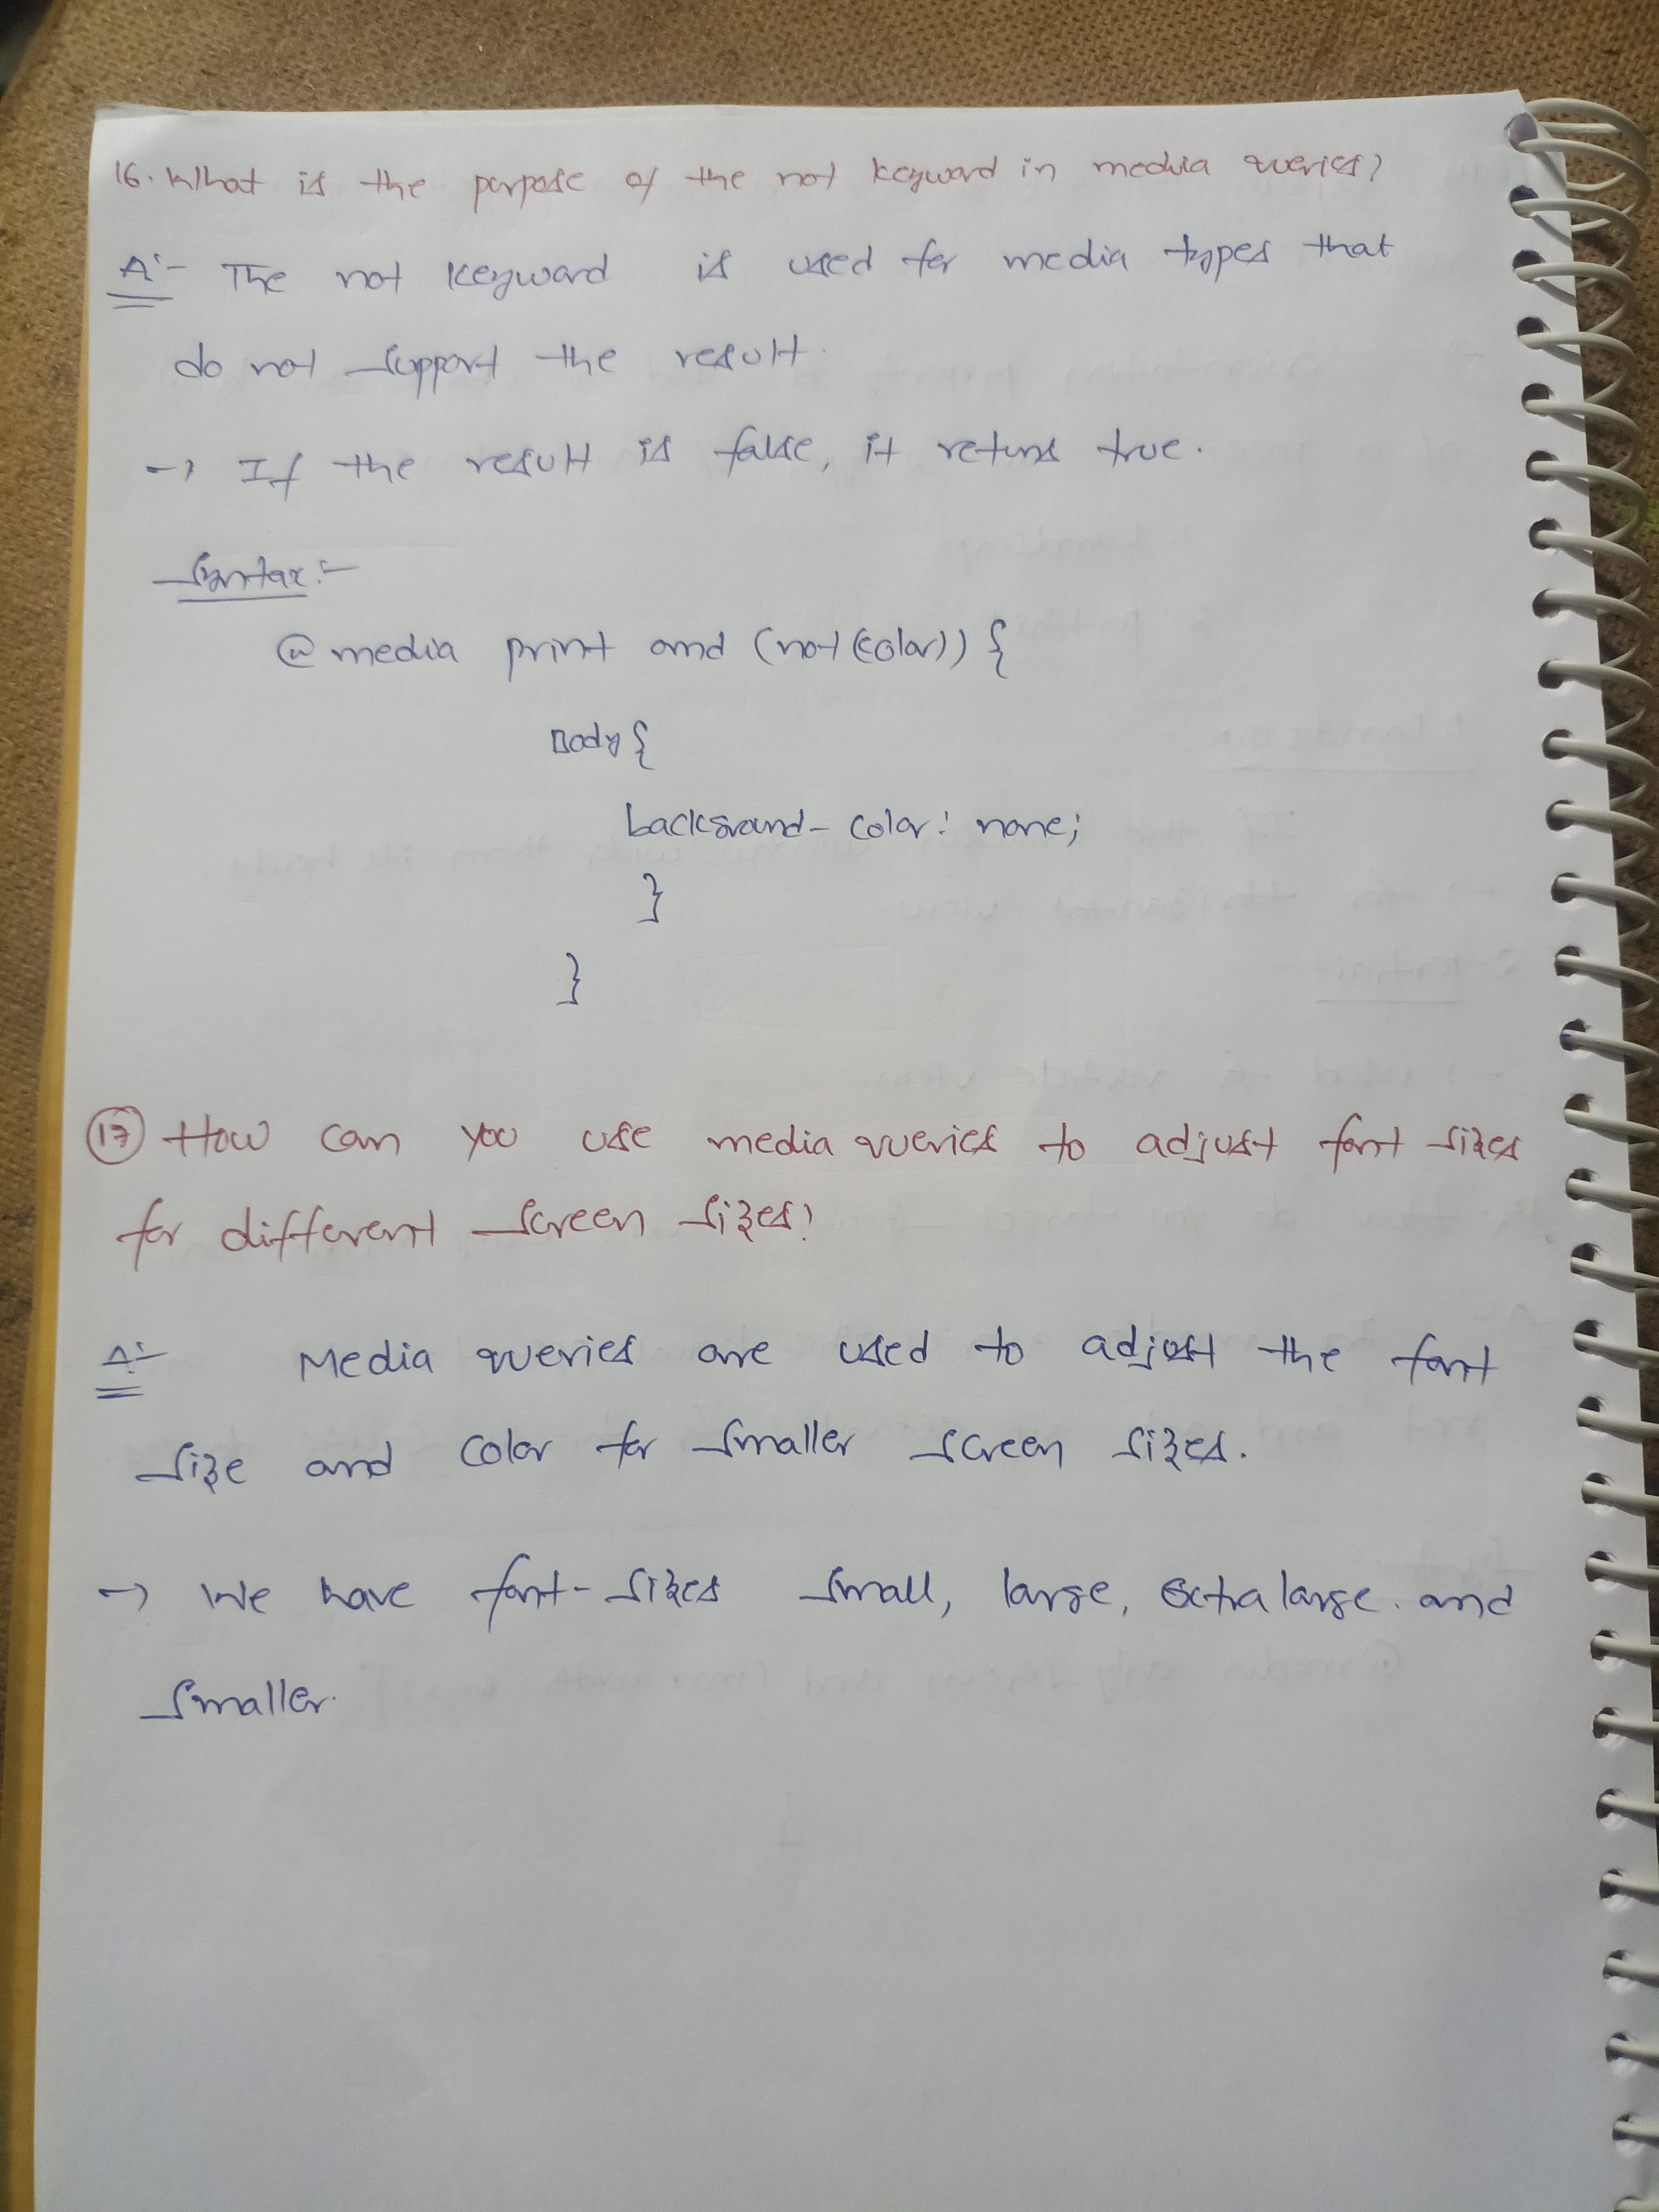 16. What is the purpose of the not keyword in media queries?
A:- The not keyword is used for media types that
do not support the result.
→ If the result is false, it returns true.
Syntax:-
@media print and (not(color)) {
Body {
background-color: none;
}
}
17 How can you use media queries to adjust font sizes
for different screen sizes?
A:- Media queries are used to adjust the font
size and color for smaller screen sizes.
→ We have font-sizes small, large, extra large. and
smaller.